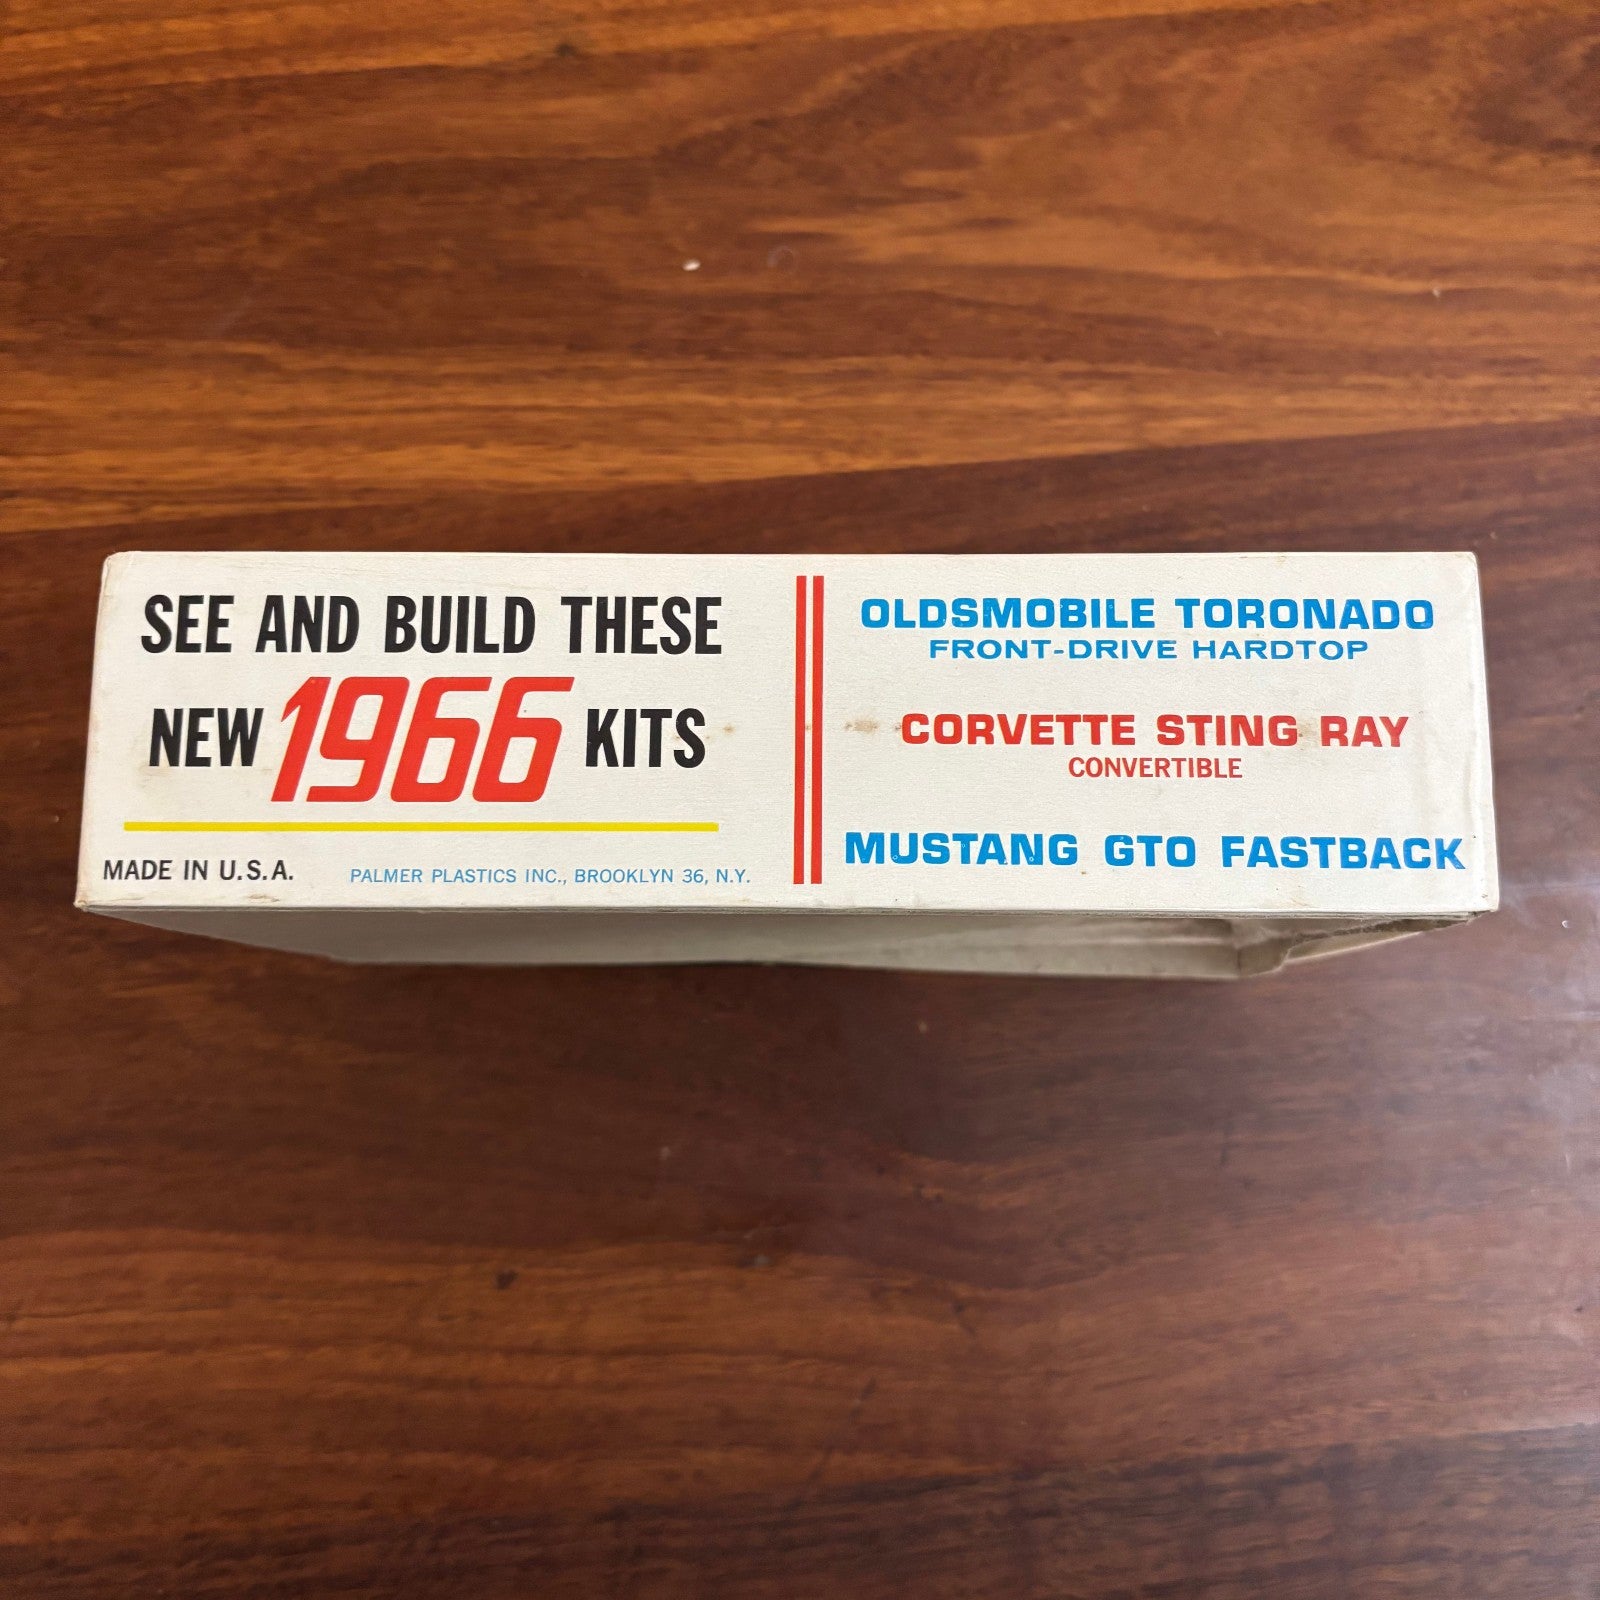 SEE AND BUILD THESE
NEW 1966 KITS
MADE IN U.S.A.
PALMER PLASTICS INC., BROOKLYN 36, N.Y.
OLDSMOBILE TORONADO
FRONT-DRIVE HARDTOP
CORVETTE STING RAY
CONVERTIBLE
MUSTANG GTO FASTBACK